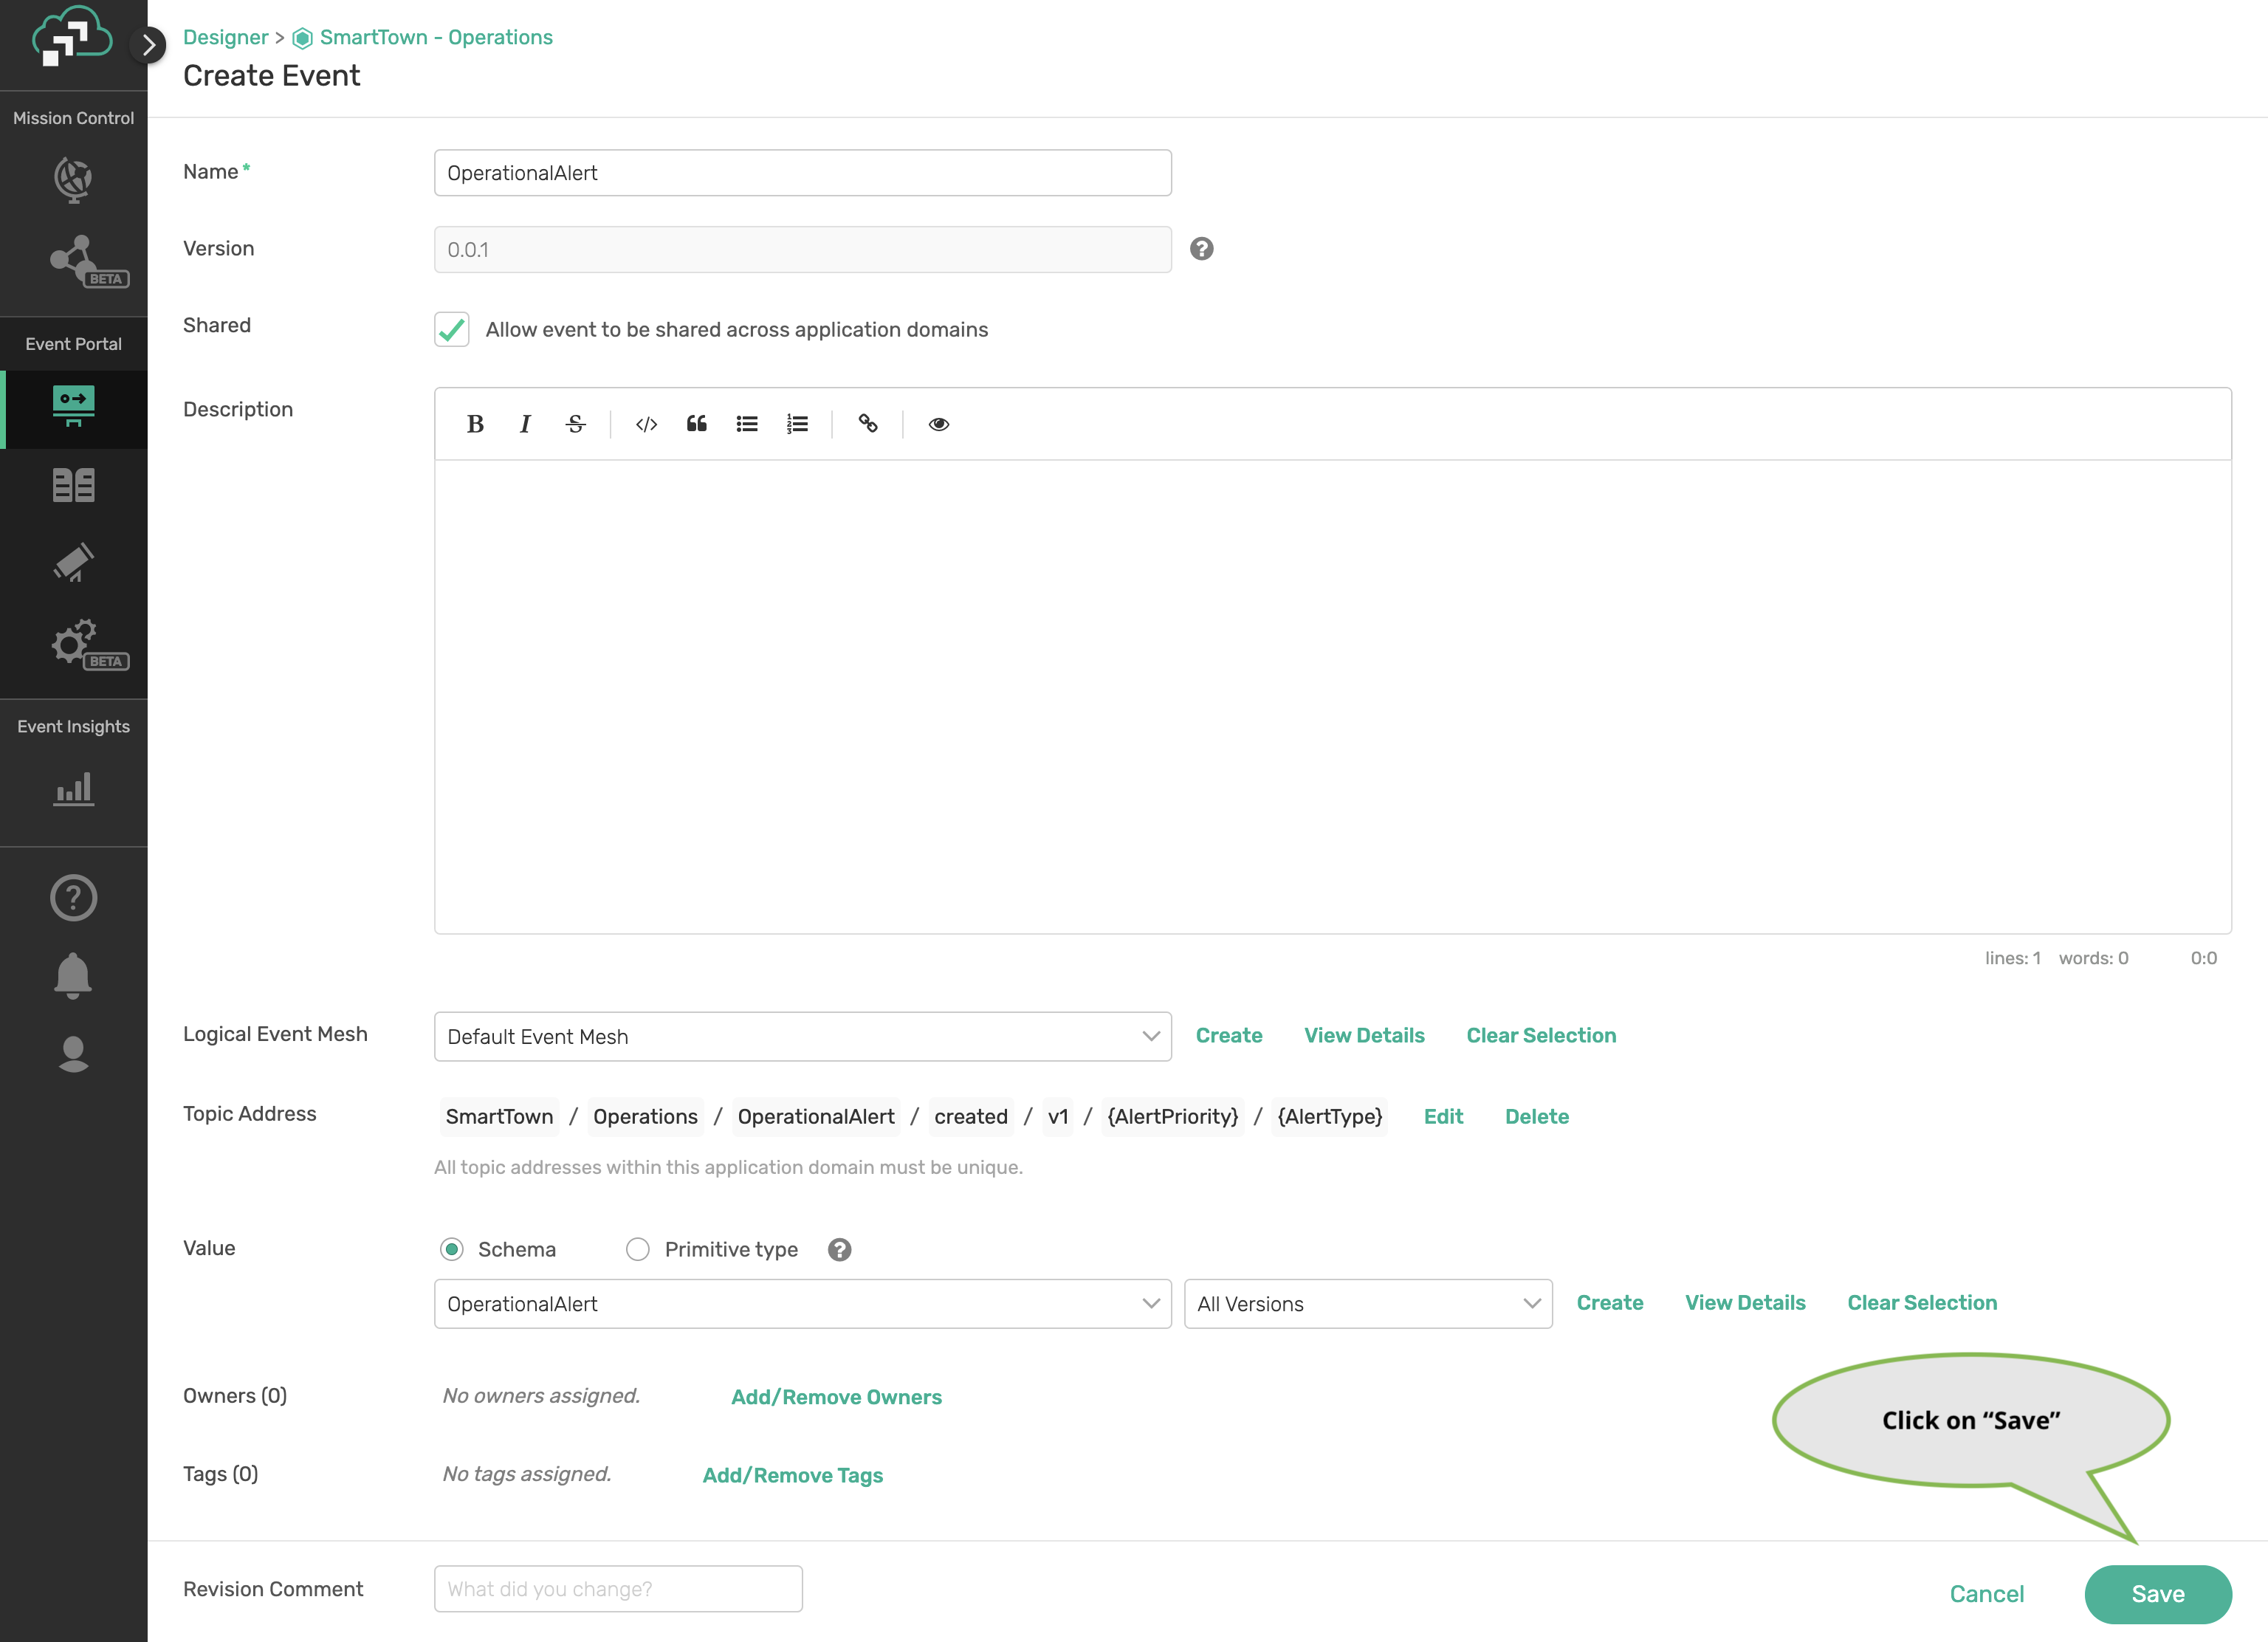 Designer > SmartTown - Operations
Create Event
Mission Control
BETA
Event Portal
BETA
Event Insights
?
Name *
OperationalAlert
Version
0.0.1
?
Shared
Allow event to be shared across application domains
Description
B I S </> 
lines: 1 words: 0 0:0
Logical Event Mesh
Default Event Mesh
Create View Details Clear Selection
Topic Address
SmartTown / Operations / OperationalAlert / created / v1 / {AlertPriority} / {AlertType} Edit Delete
All topic addresses within this application domain must be unique.
Value
Schema Primitive type ?
OperationalAlert All Versions Create View Details Clear Selection
Owners (0) No owners assigned. Add/Remove Owners
Click on “Save”
Tags (0) No tags assigned. Add/Remove Tags
Revision Comment What did you change? Cancel Save